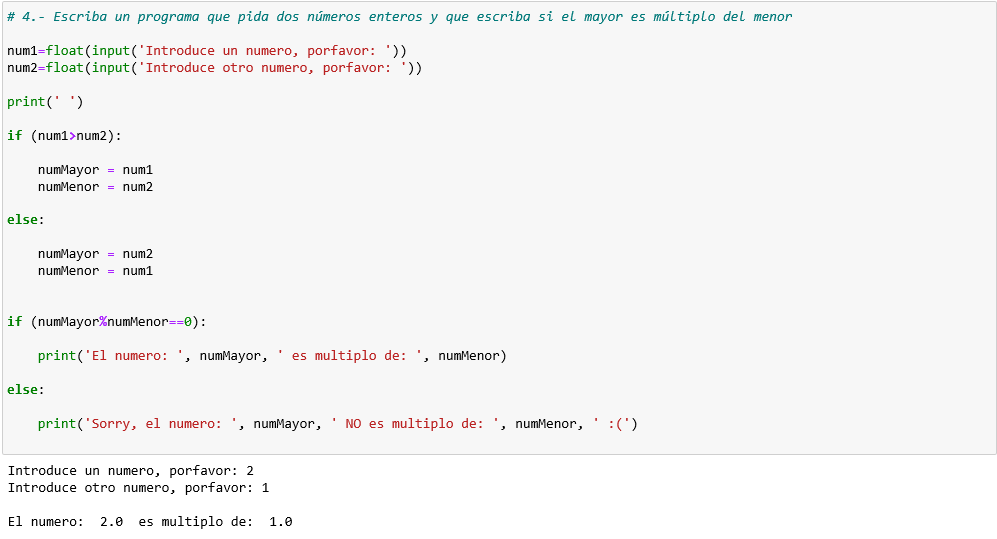 # 4.- Escriba un programa que pida dos números enteros y que escriba si el mayor es múltiplo del menor
num1=float(input('Introduce un numero, porfavor: '))
num2=float(input('Introduce otro numero, porfavor: '))
print(' ')
if (num1>num2):
    numMayor = num1
    numMenor = num2
else:
    numMayor = num2
    numMenor = num1
if (numMayor%numMenor==0):
    print('El numero: ', numMayor, ' es multiplo de: ', numMenor)
else:
    print('Sorry, el numero: ', numMayor, ' NO es multiplo de: ', numMenor, ' :(')
Introduce un numero, porfavor: 2
Introduce otro numero, porfavor: 1
El numero:  2.0  es multiplo de:  1.0